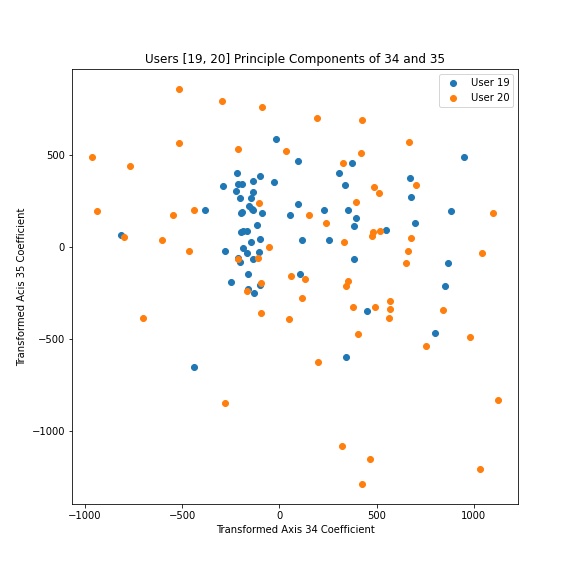 Users [19, 20] Principle Components of 34 and 35
User 19
User 20
Transformed Acis 35 Coefficient
500
0
−500
−1000
−1000
−500
0
500
1000
Transformed Axis 34 Coefficient